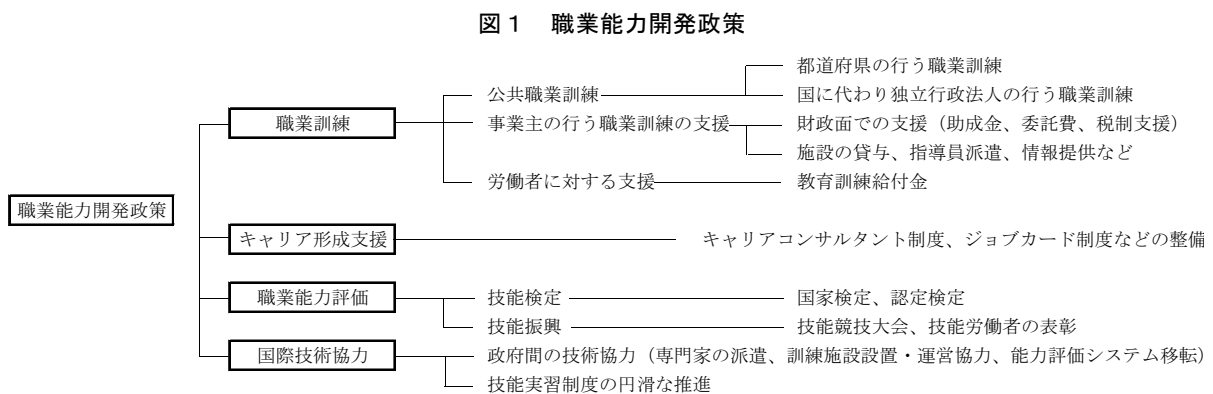 図1 職業能力開発政策
都道府県の行う職業訓練
公共職業訓練 国に代わり独立行政法人の行う職業訓練
職業訓練 事業主の行う職業訓練の支援 財政面での支援（助成金、委託費、税制支援）
施設の貸与、指導員派遣、情報提供など
労働者に対する支援 教育訓練給付金
職業能力開発政策
キャリア形成支援 キャリアコンサルタント制度、ジョブカード制度などの整備
職業能力評価 技能検定 国家検定、認定検定
技能振興 技能競技大会、技能労働者の表彰
国際技術協力 政府間の技術協力（専門家の派遣、訓練施設設置・運営協力、能力評価システム移転）
技能実習制度の円滑な推進